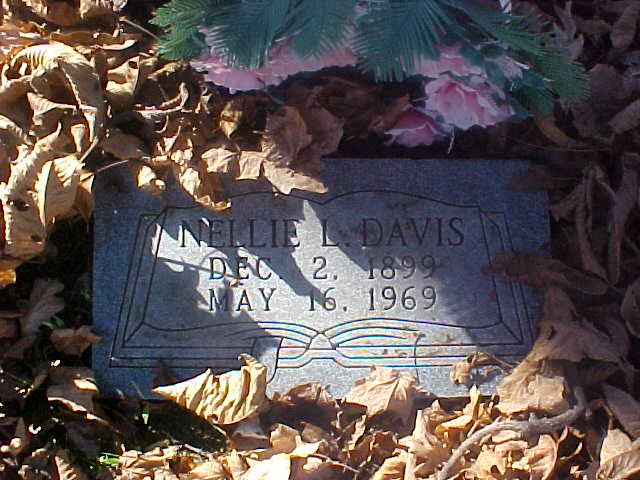 NELLIE L. DAVIS
DEC. 2, 1899
MAY 16, 1969